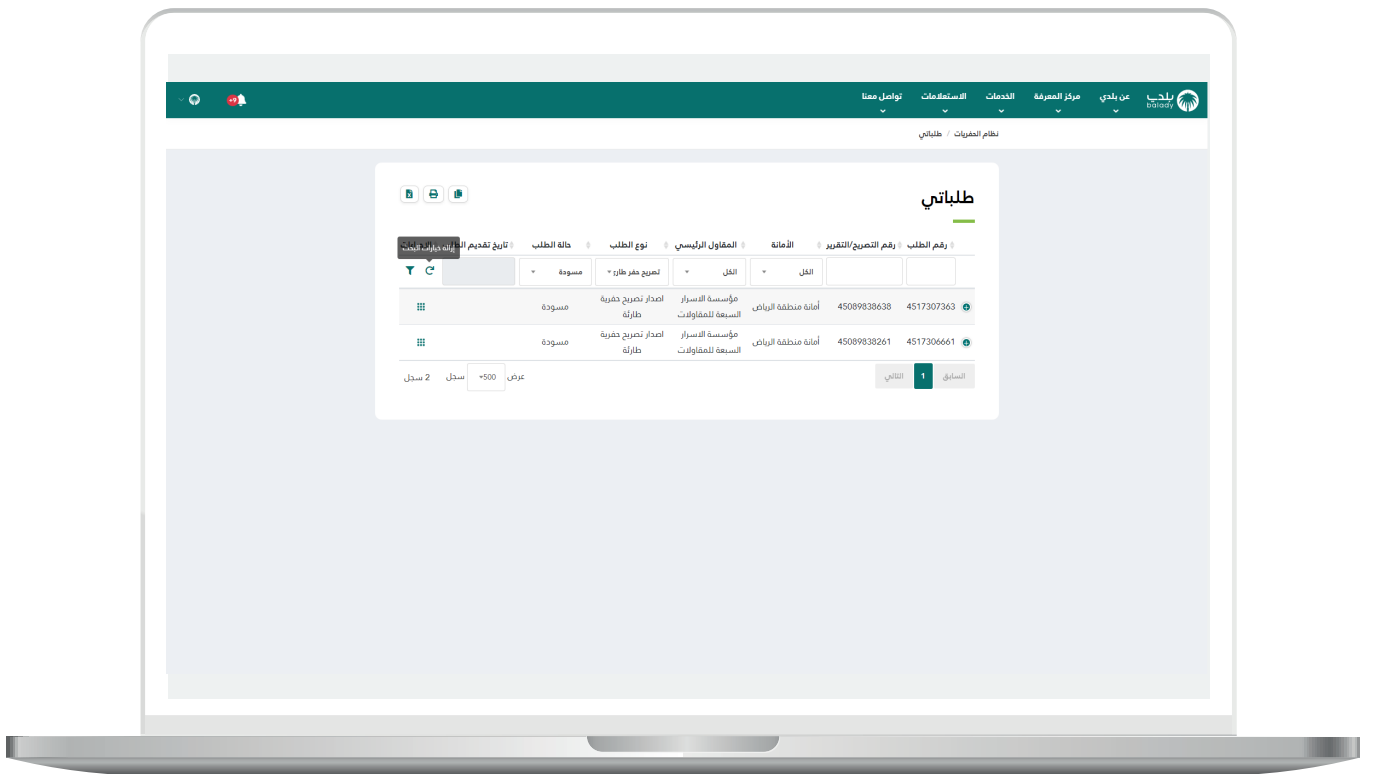 بلدي
balady
عن بلدي
مركز المعرفة
الخدمات
الاستعلامات
تواصل معنا
+9
نظام الحفريات / طلباتي
طلباتي
رقم الطلب
رقم التصريح/التقرير
الأمانة
المقاول الرئيسي
نوع الطلب
حالة الطلب
تاريخ تقديم
إزالة خيارات البحث
الكل
الكل
تصريح حفر طارئ
مسودة
4517307363
45089838638
أمانة منطقة الرياض
مؤسسة الاسرار
السبعة للمقاولات
اصدار تصريح حفرية
طارئة
مسودة
4517306661
45089838261
أمانة منطقة الرياض
مؤسسة الاسرار
السبعة للمقاولات
اصدار تصريح حفرية
طارئة
مسودة
السابق 1 التالي
عرض 500 سجل 2 سجل